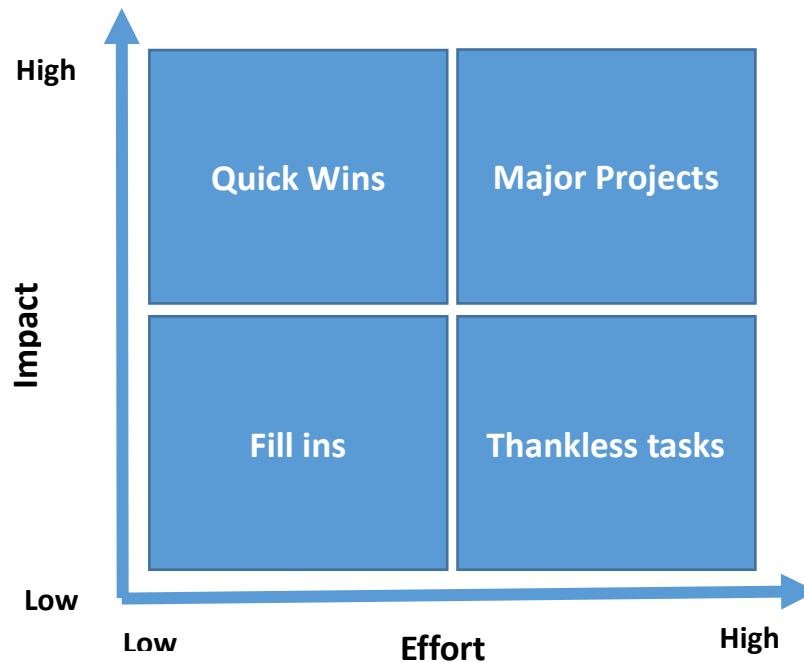 High
Quick Wins
Major Projects
Impact
Fill ins
Thankless tasks
Low
Low
Effort
High